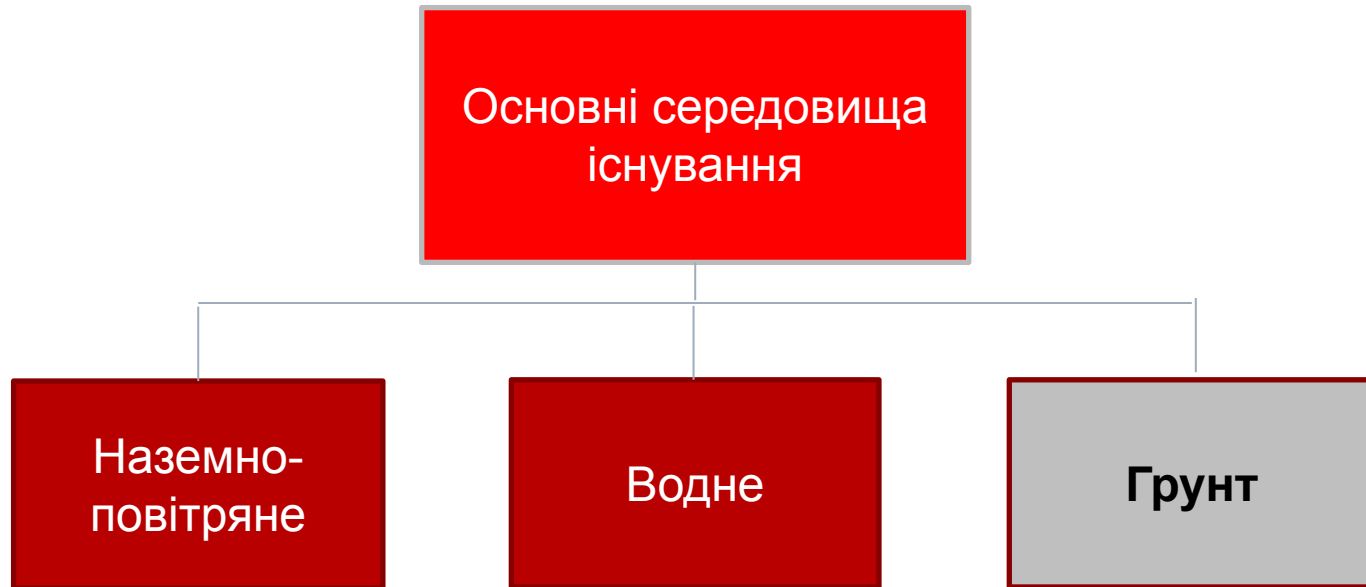 Основні середовища
існування
Наземно-
повітряне
Водне
Грунт